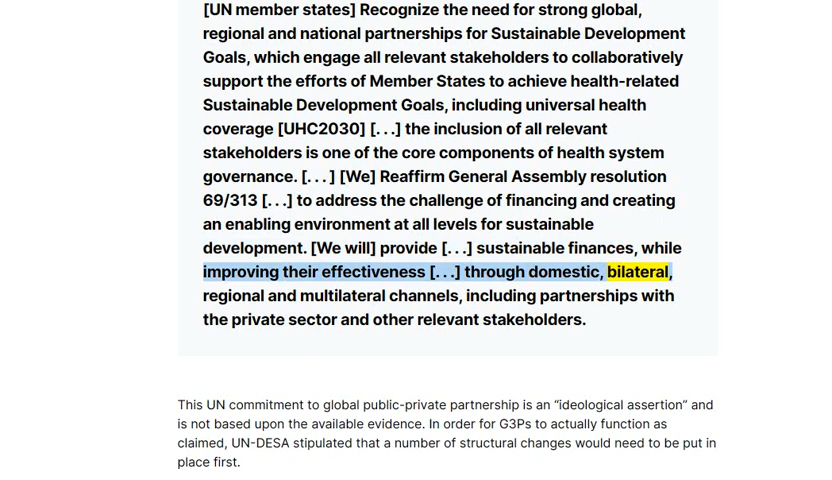 [UN member states] Recognize the need for strong global,
regional and national partnerships for Sustainable Development
Goals, which engage all relevant stakeholders to collaboratively
support the efforts of Member States to achieve health-related
Sustainable Development Goals, including universal health
coverage [UHC2030] [. . .] the inclusion of all relevant
stakeholders is one of the core components of health system
governance. [. . . ] [We] Reaffirm General Assembly resolution
69/313 [. . .] to address the challenge of financing and creating
an enabling environment at all levels for sustainable
development. [We will] provide [. . .] sustainable finances, while
improving their effectiveness [. . .] through domestic, bilateral,
regional and multilateral channels, including partnerships with
the private sector and other relevant stakeholders.
This UN commitment to global public-private partnership is an “ideological assertion” and
is not based upon the available evidence. In order for G3Ps to actually function as
claimed, UN-DESA stipulated that a number of structural changes would need to be put in
place first.